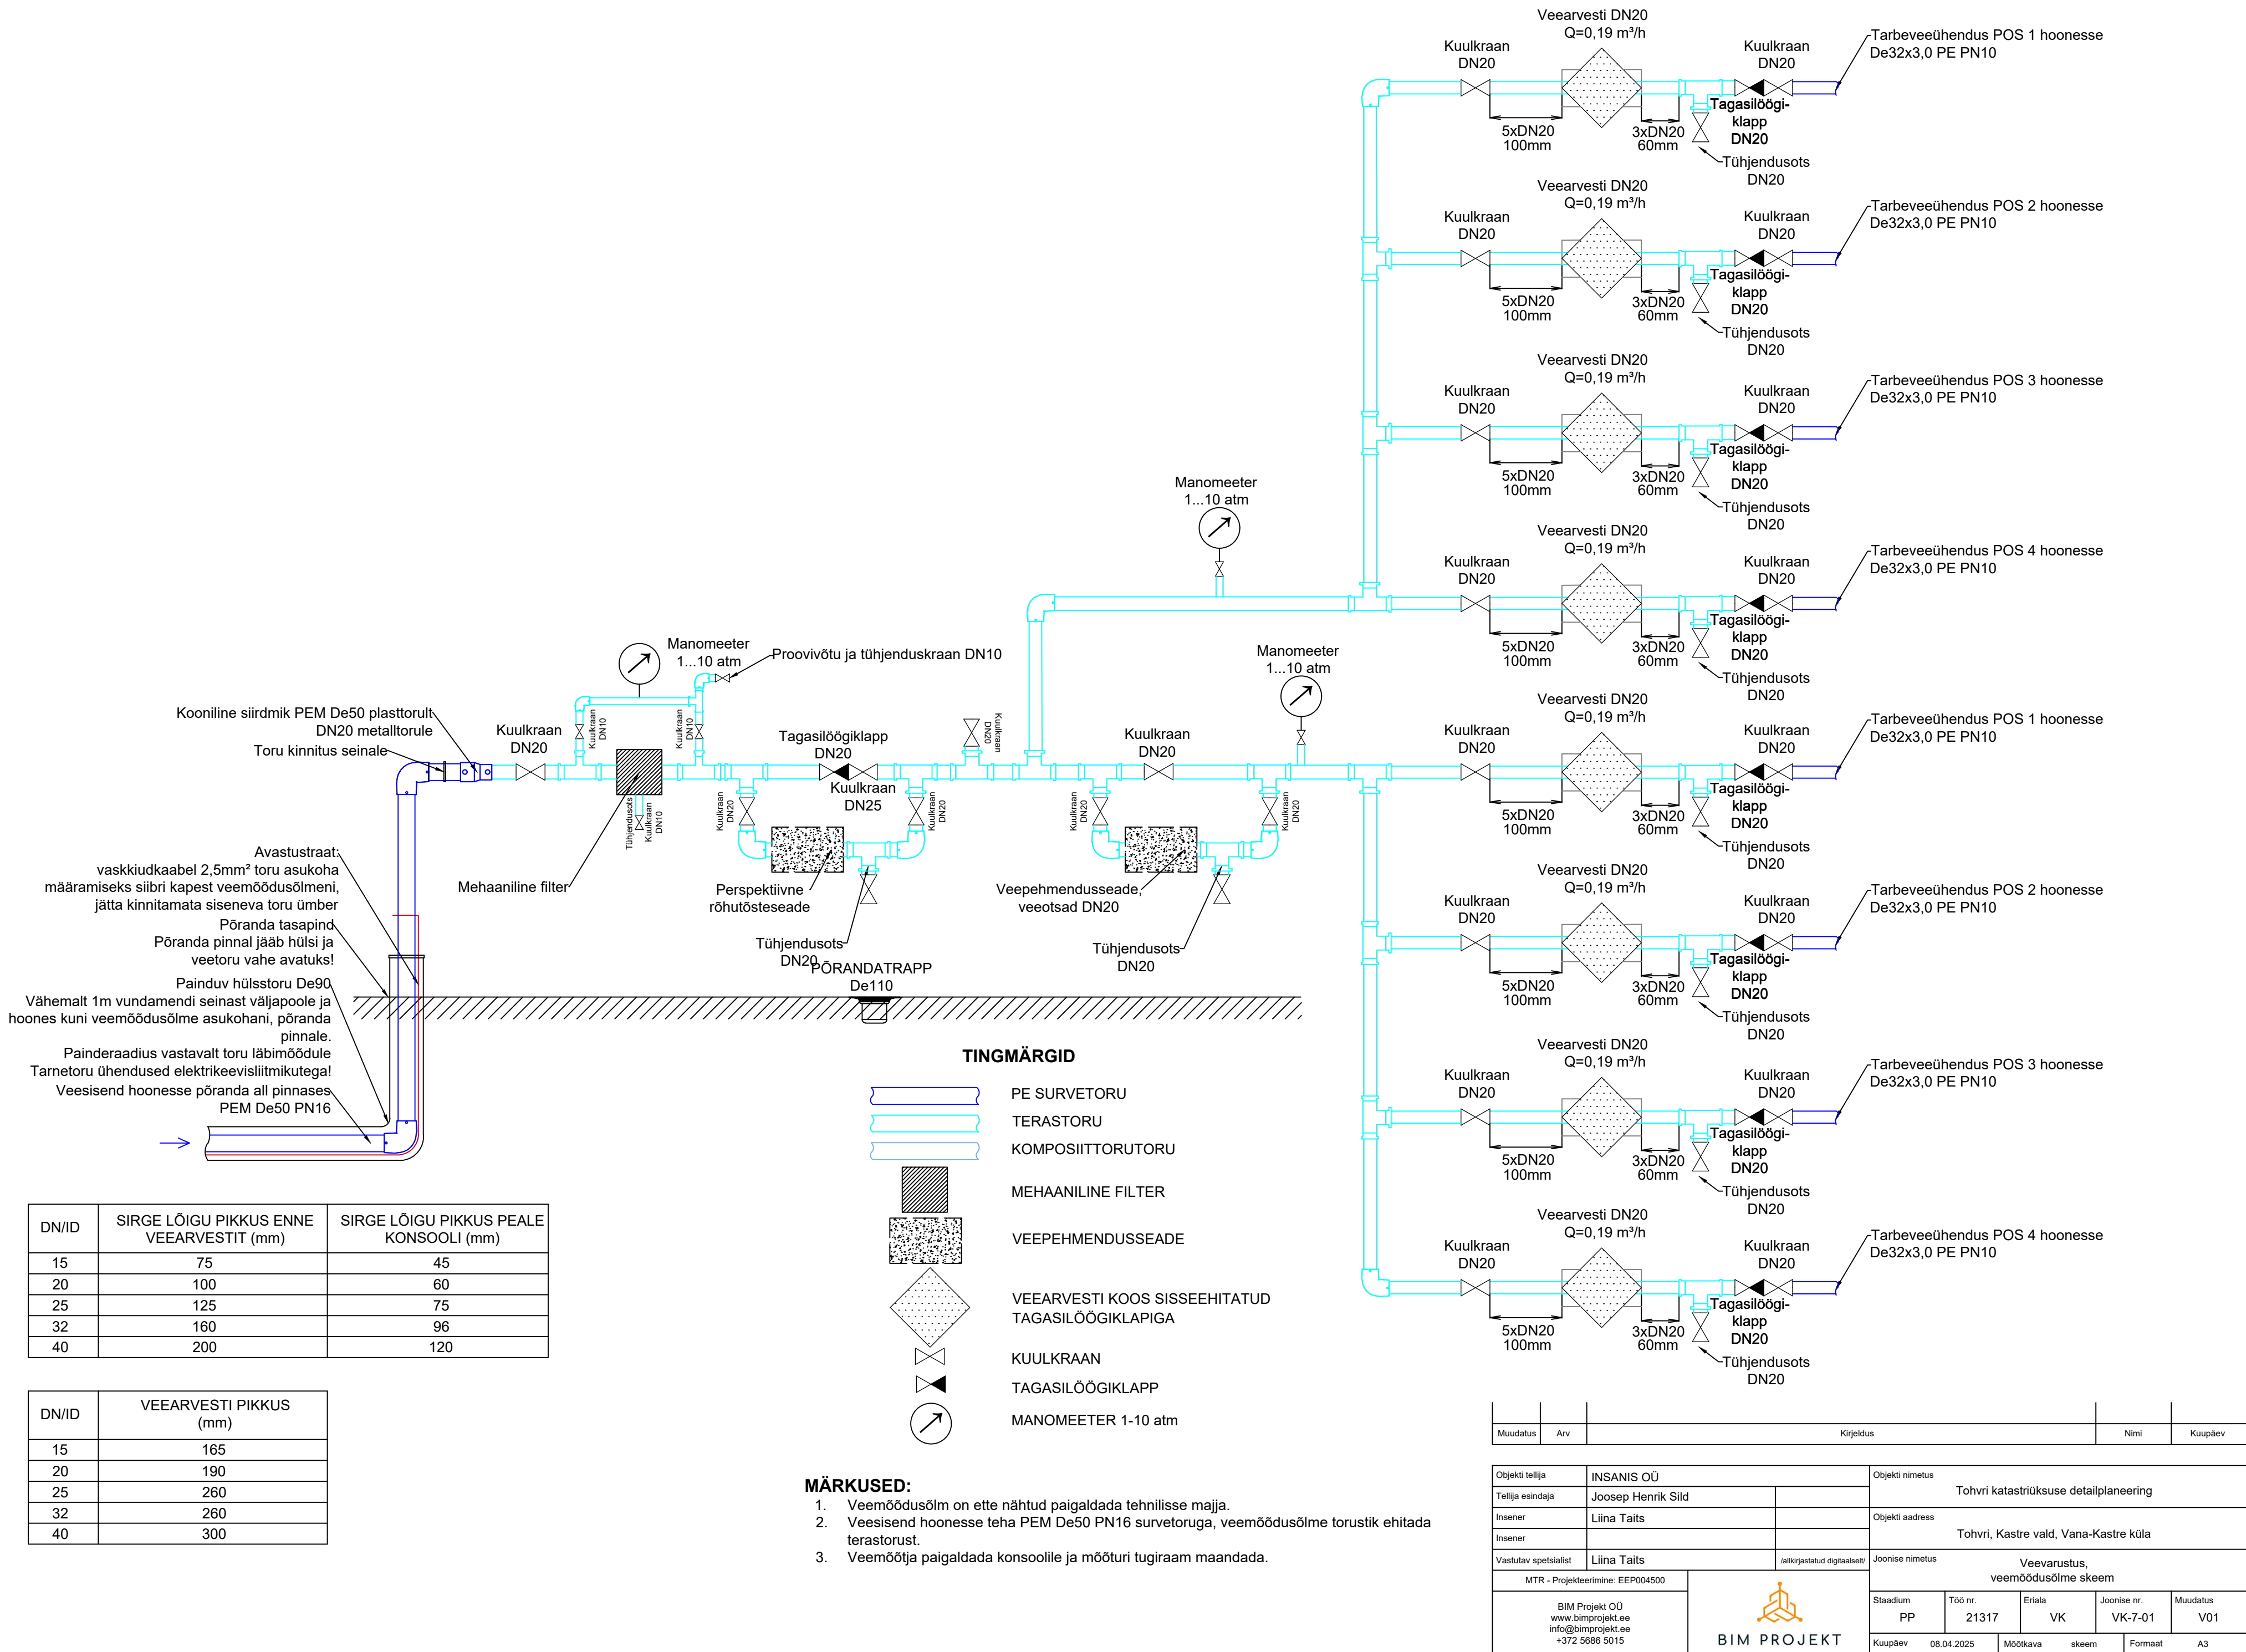 Veearvesti DN20
Q=0,19 m³/h
Kuulkraan
DN20
Kuulkraan
DN20
Tarbeveeühendus POS 1 hoonesse
De32x3,0 PE PN10
Tagasilöögi-
klapp
DN20
5xDN20
100mm
3xDN20
60mm
Tühjendusots
DN20
Veearvesti DN20
Q=0,19 m³/h
Kuulkraan
DN20
Kuulkraan
DN20
Tarbeveeühendus POS 2 hoonesse
De32x3,0 PE PN10
Tagasilöögi-
klapp
DN20
5xDN20
100mm
3xDN20
60mm
Tühjendusots
DN20
Veearvesti DN20
Q=0,19 m³/h
Kuulkraan
DN20
Kuulkraan
DN20
Tarbeveeühendus POS 3 hoonesse
De32x3,0 PE PN10
Tagasilöögi-
klapp
DN20
5xDN20
100mm
3xDN20
60mm
Tühjendusots
DN20
Veearvesti DN20
Q=0,19 m³/h
Kuulkraan
DN20
Kuulkraan
DN20
Tarbeveeühendus POS 4 hoonesse
De32x3,0 PE PN10
Tagasilöögi-
klapp
DN20
5xDN20
100mm
3xDN20
60mm
Tühjendusots
DN20
Veearvesti DN20
Q=0,19 m³/h
Kuulkraan
DN20
Kuulkraan
DN20
Tarbeveeühendus POS 1 hoonesse
De32x3,0 PE PN10
Tagasilöögi-
klapp
DN20
5xDN20
100mm
3xDN20
60mm
Tühjendusots
DN20
Veearvesti DN20
Q=0,19 m³/h
Kuulkraan
DN20
Kuulkraan
DN20
Tarbeveeühendus POS 2 hoonesse
De32x3,0 PE PN10
Tagasilöögi-
klapp
DN20
5xDN20
100mm
3xDN20
60mm
Tühjendusots
DN20
Veearvesti DN20
Q=0,19 m³/h
Kuulkraan
DN20
Kuulkraan
DN20
Tarbeveeühendus POS 3 hoonesse
De32x3,0 PE PN10
Tagasilöögi-
klapp
DN20
5xDN20
100mm
3xDN20
60mm
Tühjendusots
DN20
Veearvesti DN20
Q=0,19 m³/h
Kuulkraan
DN20
Kuulkraan
DN20
Tarbeveeühendus POS 4 hoonesse
De32x3,0 PE PN10
Tagasilöögi-
klapp
DN20
5xDN20
100mm
3xDN20
60mm
Tühjendusots
DN20
Manomeeter
1...10 atm
Manomeeter
1...10 atm
Manomeeter
1...10 atm
Proovivõtu ja tühjenduskraan DN10
Kooniline siirdmik PEM De50 plasttorult
DN20 metalltorule
Toru kinnitus seinale
Kuulkraan
DN20
Kuulkraan
DN10
Kuulkraan
DN10
Tagasilöögiklapp
DN20
Kuulkraan
DN25
Kuulkraan
DN20
Kuulkraan
DN20
Tühjendusots
Kuulkraan
DN10
Kuulkraan
DN20
Kuulkraan
DN20
Kuulkraan
DN20
Kuulkraan
DN20
Mehaaniline filter
Perspektiivne
rõhutõsteseade
Veepehmendusseade,
veeotsad DN20
Tühjendusots
DN20
Tühjendusots
DN20
PÕRANDATRAPP
De110
Avastustraat:
vaskkiudkaabel 2,5mm² toru asukoha
määramiseks siibri kapest veemõõdusõlmeni,
jätta kinnitamata siseneva toru ümber
Põranda tasapind
Põranda pinnal jääb hülsi ja
veetoru vahe avatuks!
Painduv hülsstoru De90
Vähemalt 1m vundamendi seinast väljapoole ja
hoones kuni veemõõdusõlme asukohani, põranda
pinnale.
Painderaadius vastavalt toru läbimõõdule
Tarnetoru ühendused elektrikeevisliitmikutega!
Veesisend hoonesse põranda all pinnases
PEM De50 PN16
TINGMÄRGID
PE SURVETORU
TERASTORU
KOMPOSIITTORUTORU
MEHAANILINE FILTER
VEEPEHMENDUSSEADE
VEEARVESTI KOOS SISSEEHITATUD
TAGASILÖÖGIKLAPIGA
KUULKRAAN
TAGASILÖÖGIKLAPP
MANOMEETER 1-10 atm
DN/ID SIRGE LÕIGU PIKKUS ENNE VEEARVESTIT (mm) SIRGE LÕIGU PIKKUS PEALE KONSOOLI (mm)
15 75 45
20 100 60
25 125 75
32 160 96
40 200 120
DN/ID VEEARVESTI PIKKUS (mm)
15 165
20 190
25 260
32 260
40 300
MÄRKUSED:
1. Veemõõdusõlm on ette nähtud paigaldada tehnilisse majja.
2. Veesisend hoonesse teha PEM De50 PN16 survetoruga, veemõõdusõlme torustik ehitada
terastorust.
3. Veemõõtja paigaldada konsoolile ja mõõturi tugiraam maandada.
Muudatus Arv Kirjeldus Nimi Kuupäev
Objekti tellija INSANIS OÜ
Tellija esindaja Joosep Henrik Sild
Insener Liina Taits
Insener
Vastutav spetsialist Liina Taits /allkirjastatud digitaalselt/
MTR - Projekteerimine: EEP004500
BIM Projekt OÜ
www.bimprojekt.ee
info@bimprojekt.ee
+372 5686 5015
BIM PROJEKT
Objekti nimetus
Tohvri katastriüksuse detailplaneering
Objekti aadress
Tohvri, Kastre vald, Vana-Kastre küla
Joonise nimetus
Veevarustus,
veemõõdusõlme skeem
Staadium Töö nr. Eriala Joonise nr. Muudatus
PP 21317 VK VK-7-01 V01
Kuupäev 08.04.2025 Mõõtkava skeem Formaat A3